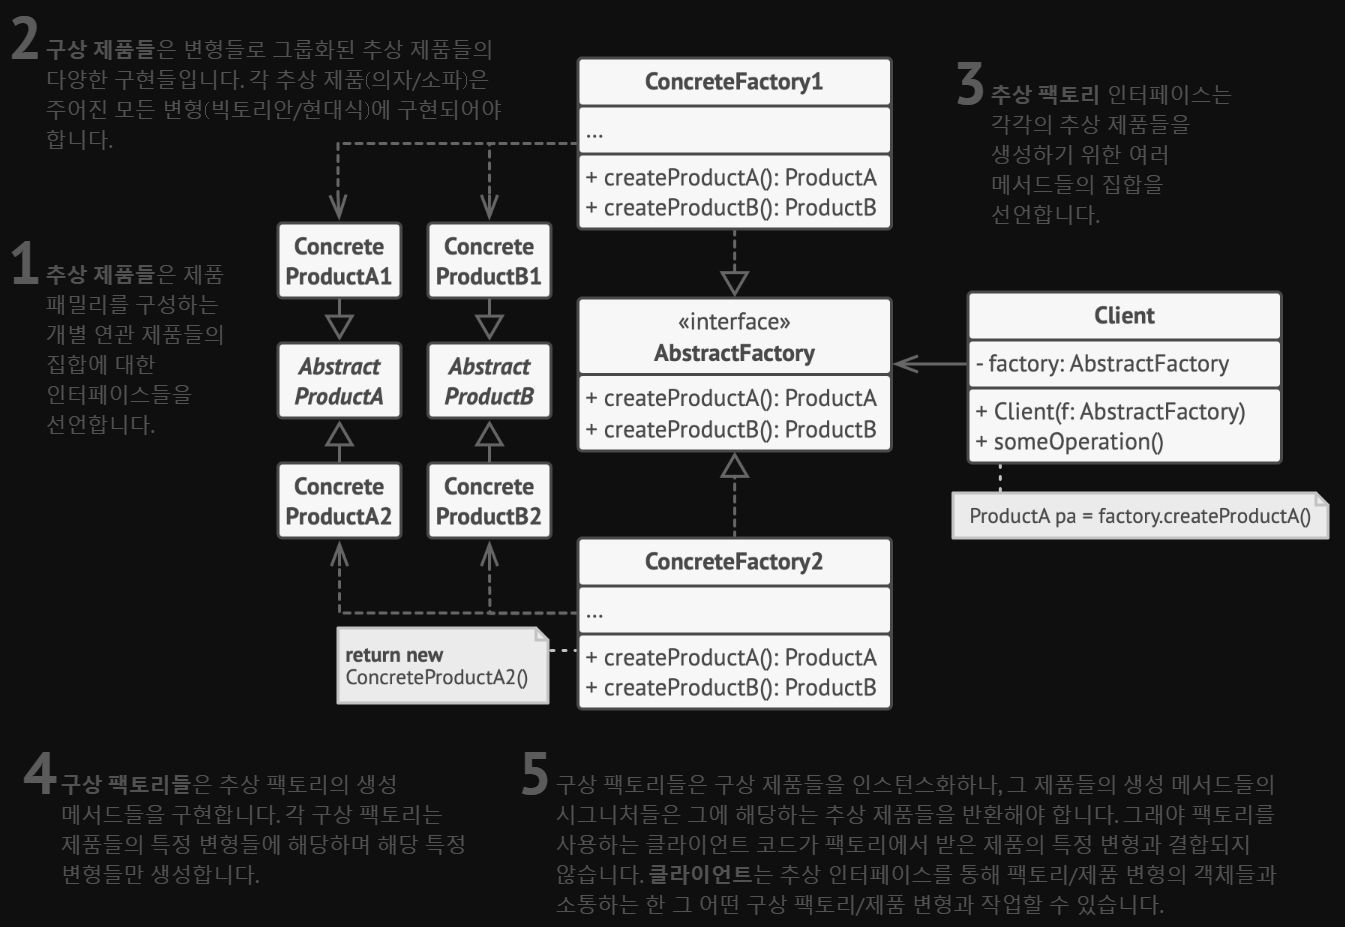 2 구상 제품들은 변형들로 그룹화된 추상 제품들의
다양한 구현들입니다. 각 추상 제품(의자/소파)은
주어진 모든 변형(빅토리안/현대식)에 구현되어야
합니다.
1 추상 제품들은 제품
패밀리를 구성하는
개별 연관 제품들의
집합에 대한
인터페이스들을
선언합니다.
Concrete
ProductA1
Concrete
ProductB1
Abstract
ProductA
Abstract
ProductB
Concrete
ProductA2
Concrete
ProductB2
ConcreteFactory1
...
+ createProductA(): ProductA
+ createProductB(): ProductB
«interface»
AbstractFactory
+ createProductA(): ProductA
+ createProductB(): ProductB
ConcreteFactory2
...
+ createProductA(): ProductA
+ createProductB(): ProductB
return new
ConcreteProductA2()
3 추상 팩토리 인터페이스는
각각의 추상 제품들을
생성하기 위한 여러
메서드들의 집합을
선언합니다.
Client
- factory: AbstractFactory
+ Client(f: AbstractFactory)
+ someOperation()
ProductA pa = factory.createProductA()
4 구상 팩토리들은 추상 팩토리의 생성
메서드들을 구현합니다. 각 구상 팩토리는
제품들의 특정 변형들에 해당하며 해당 특정
변형들만 생성합니다.
5 구상 팩토리들은 구상 제품들을 인스턴스화하나, 그 제품들의 생성 메서드들의
시그니처들은 그에 해당하는 추상 제품들을 반환해야 합니다. 그래야 팩토리를
사용하는 클라이언트 코드가 팩토리에서 받은 제품의 특정 변형과 결합되지
않습니다. 클라이언트는 추상 인터페이스를 통해 팩토리/제품 변형의 객체들과
소통하는 한 그 어떤 구상 팩토리/제품 변형과 작업할 수 있습니다.